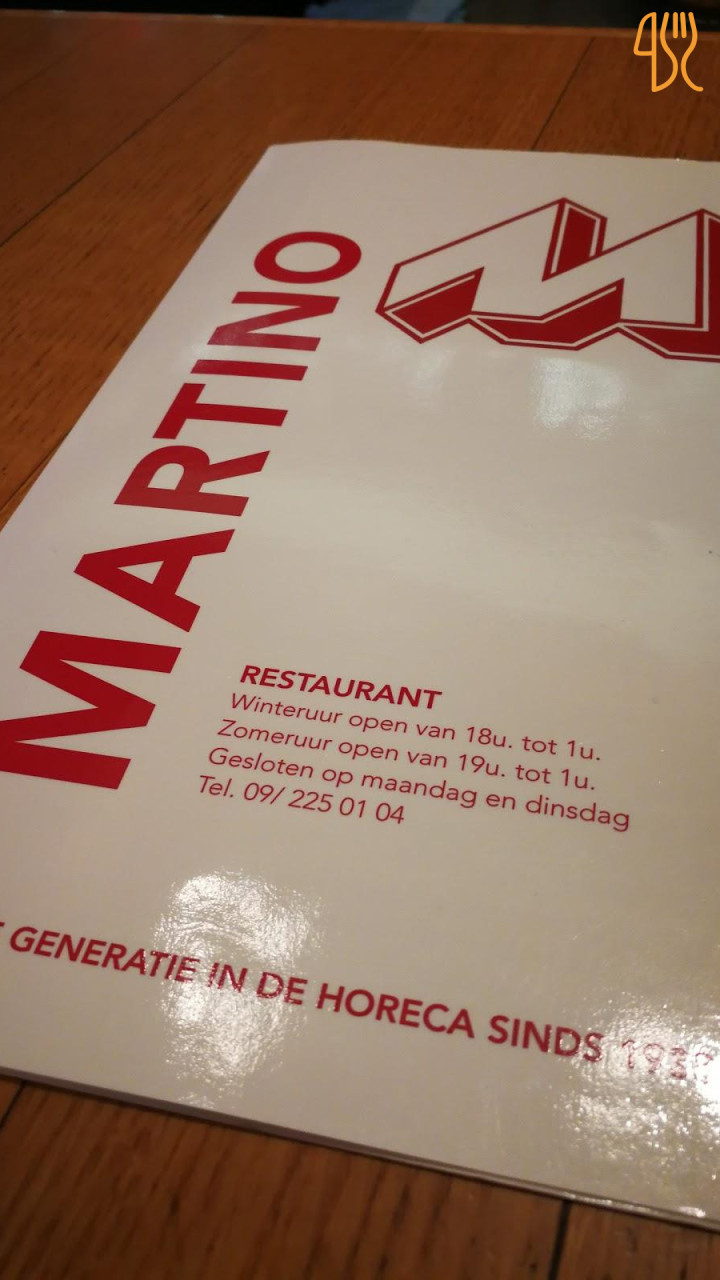 MARTINO
M
RESTAURANT
Winteruur open van 18u. tot 1u.
Zomeruur open van 19u. tot 1u.
Gesloten op maandag en dinsdag
Tel. 09/ 225 01 04
GENERATIE IN DE HORECA SINDS